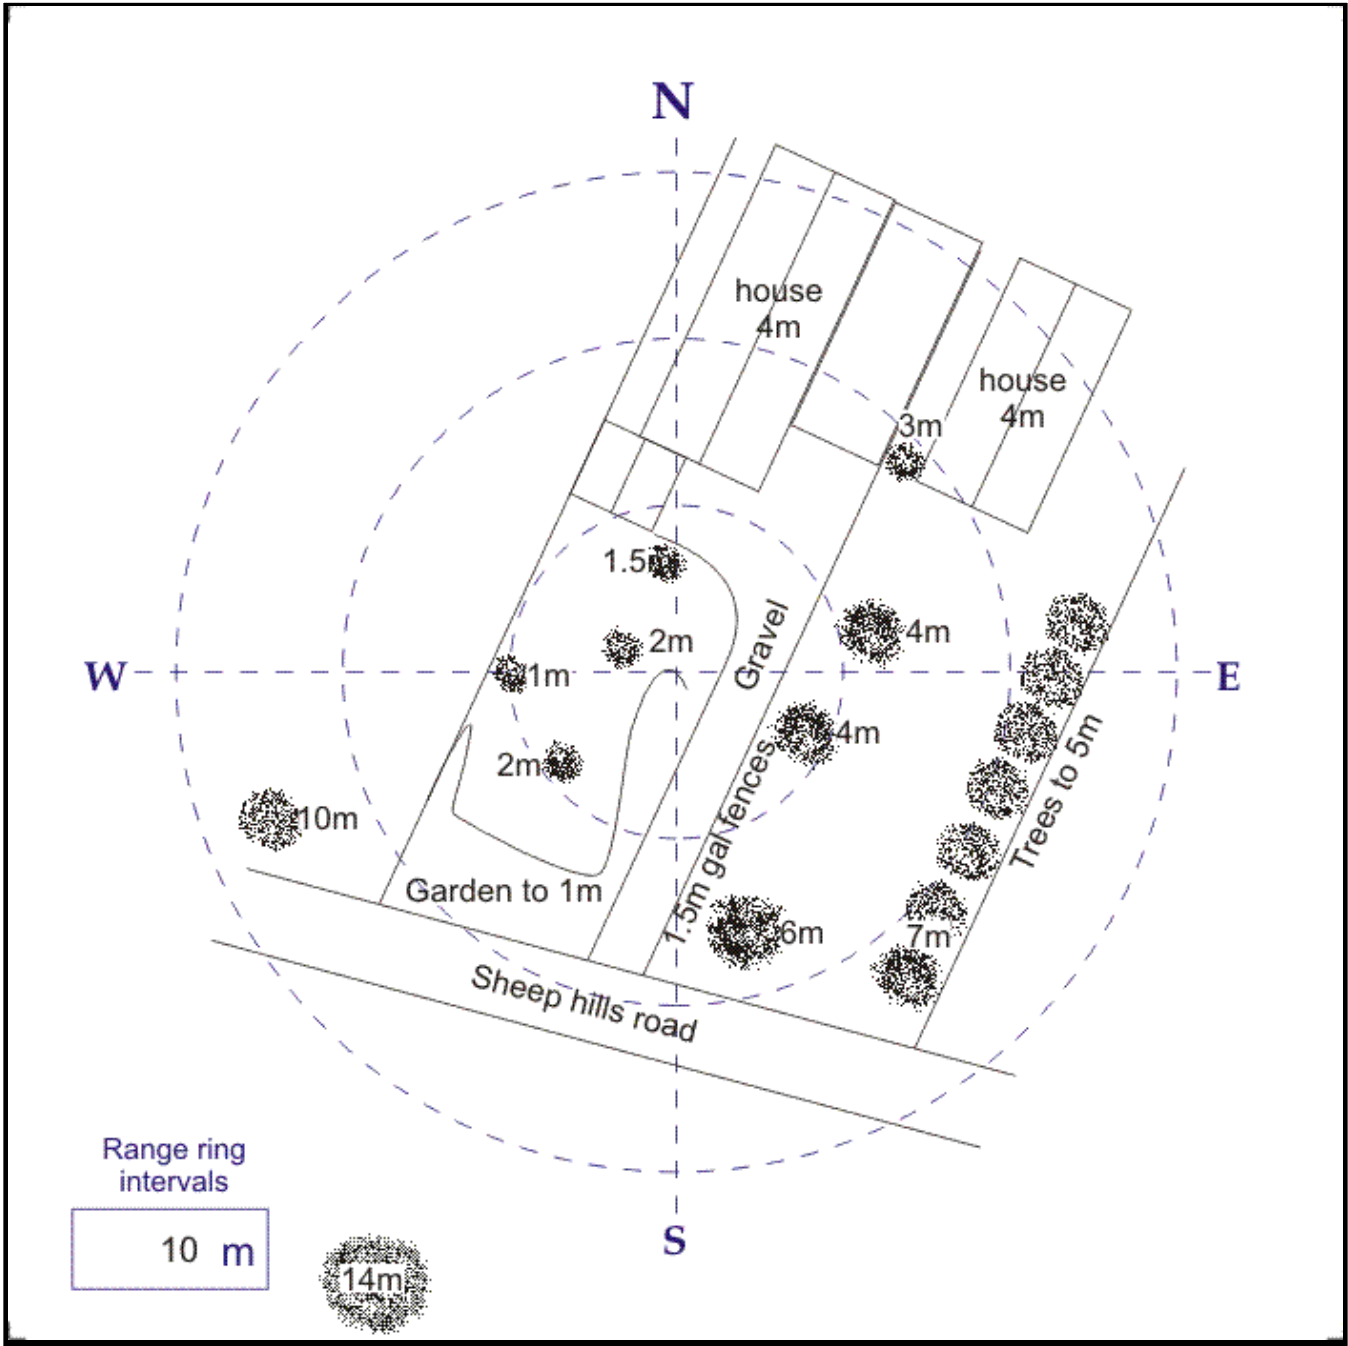 N
house
4m
house
4m
3m
1.5
2m
4m
Gravel
W
1m
E
4m
2m
10m
1.5m gal fences
Trees to 5m
Garden to 1m
6m
7m
Sheep hills road
Range ring
intervals
10 m
S
14m